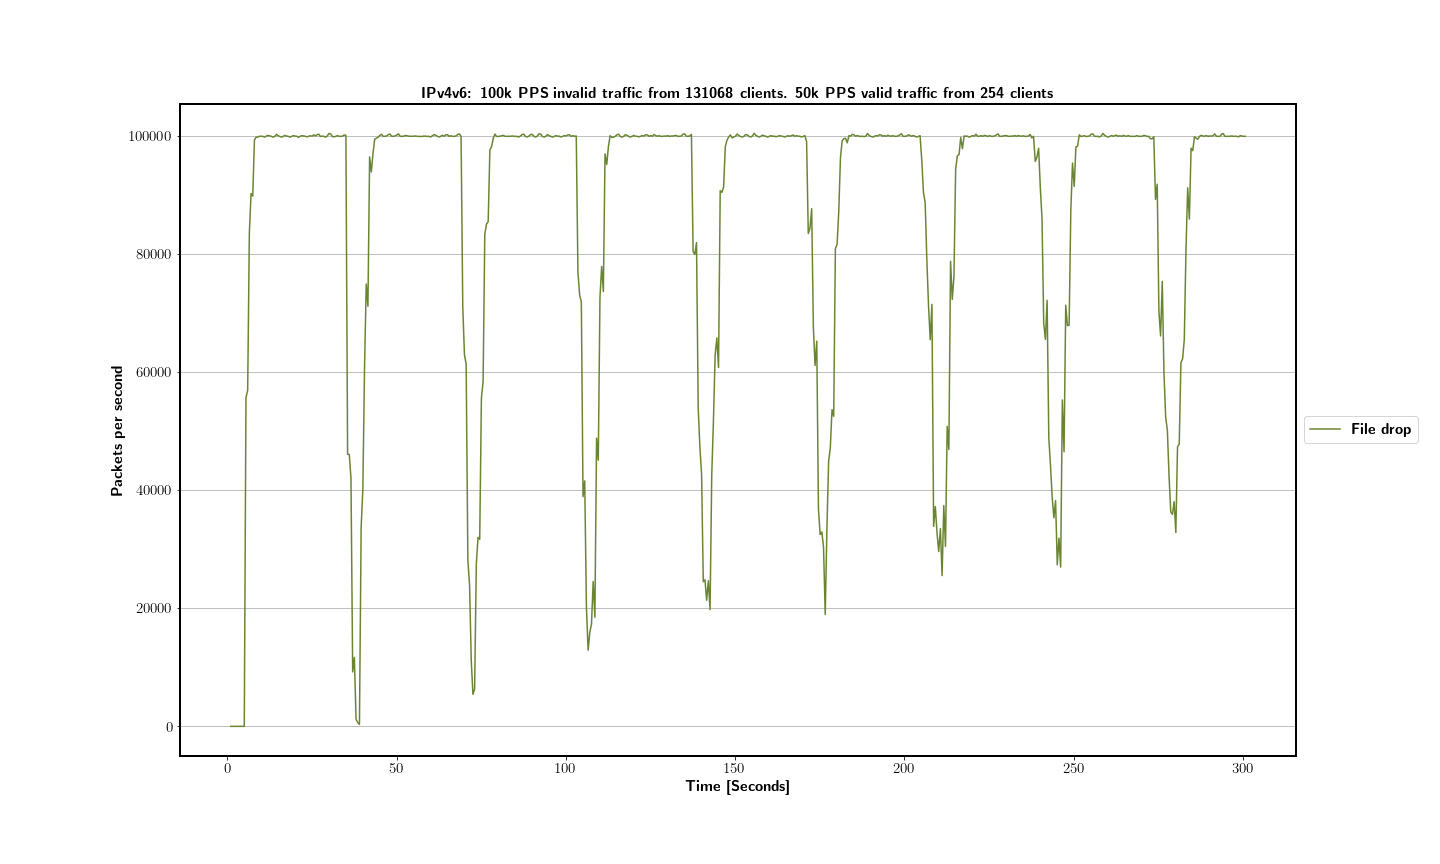 IPv4v6: 100k PPS invalid traffic from 131068 clients. 50k PPS valid traffic from 254 clients
100000
80000
60000
40000
20000
0
Packets per second
0 50 100 150 200 250 300
Time [Seconds]
File drop